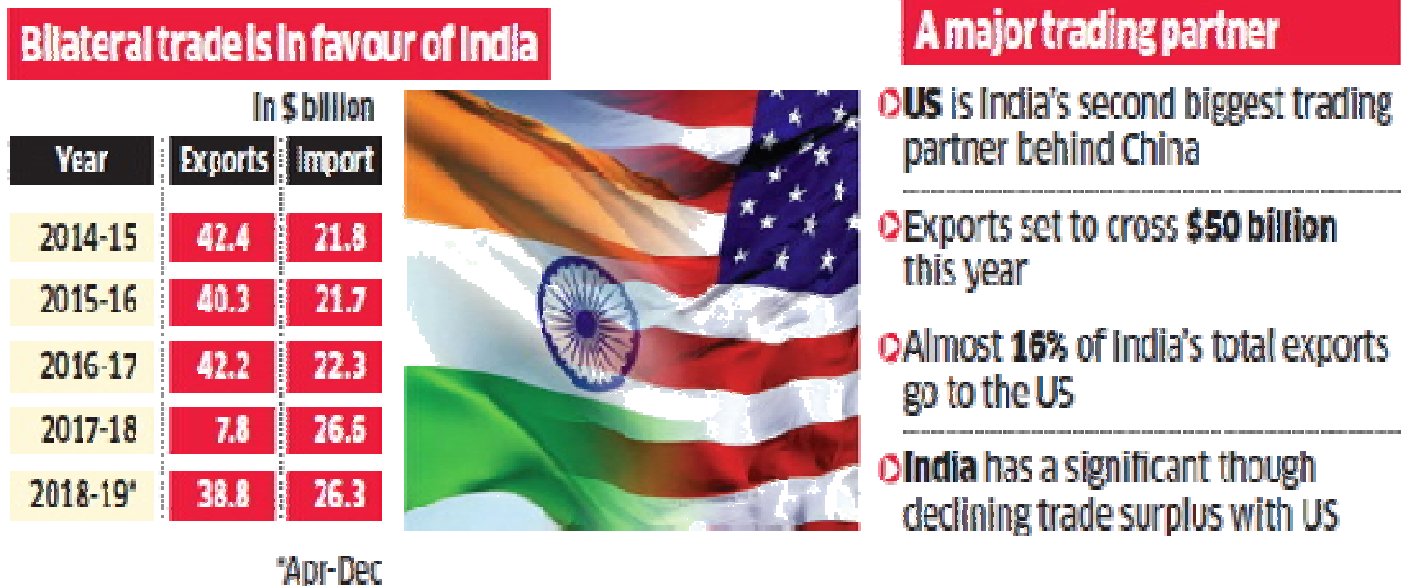 Bilateral trade is in favour of India
In $ billion
Year Exports Import
2014-15 42.4 21.8
2015-16 40.3 21.7
2016-17 42.2 22.3
2017-18 7.8 26.6
2018-19* 38.8 26.3
*Apr-Dec
A major trading partner
US is India's second biggest trading
partner behind China
Exports set to cross $50 billion
this year
Almost 16% of India's total exports
go to the US
India has a significant though
declining trade surplus with US